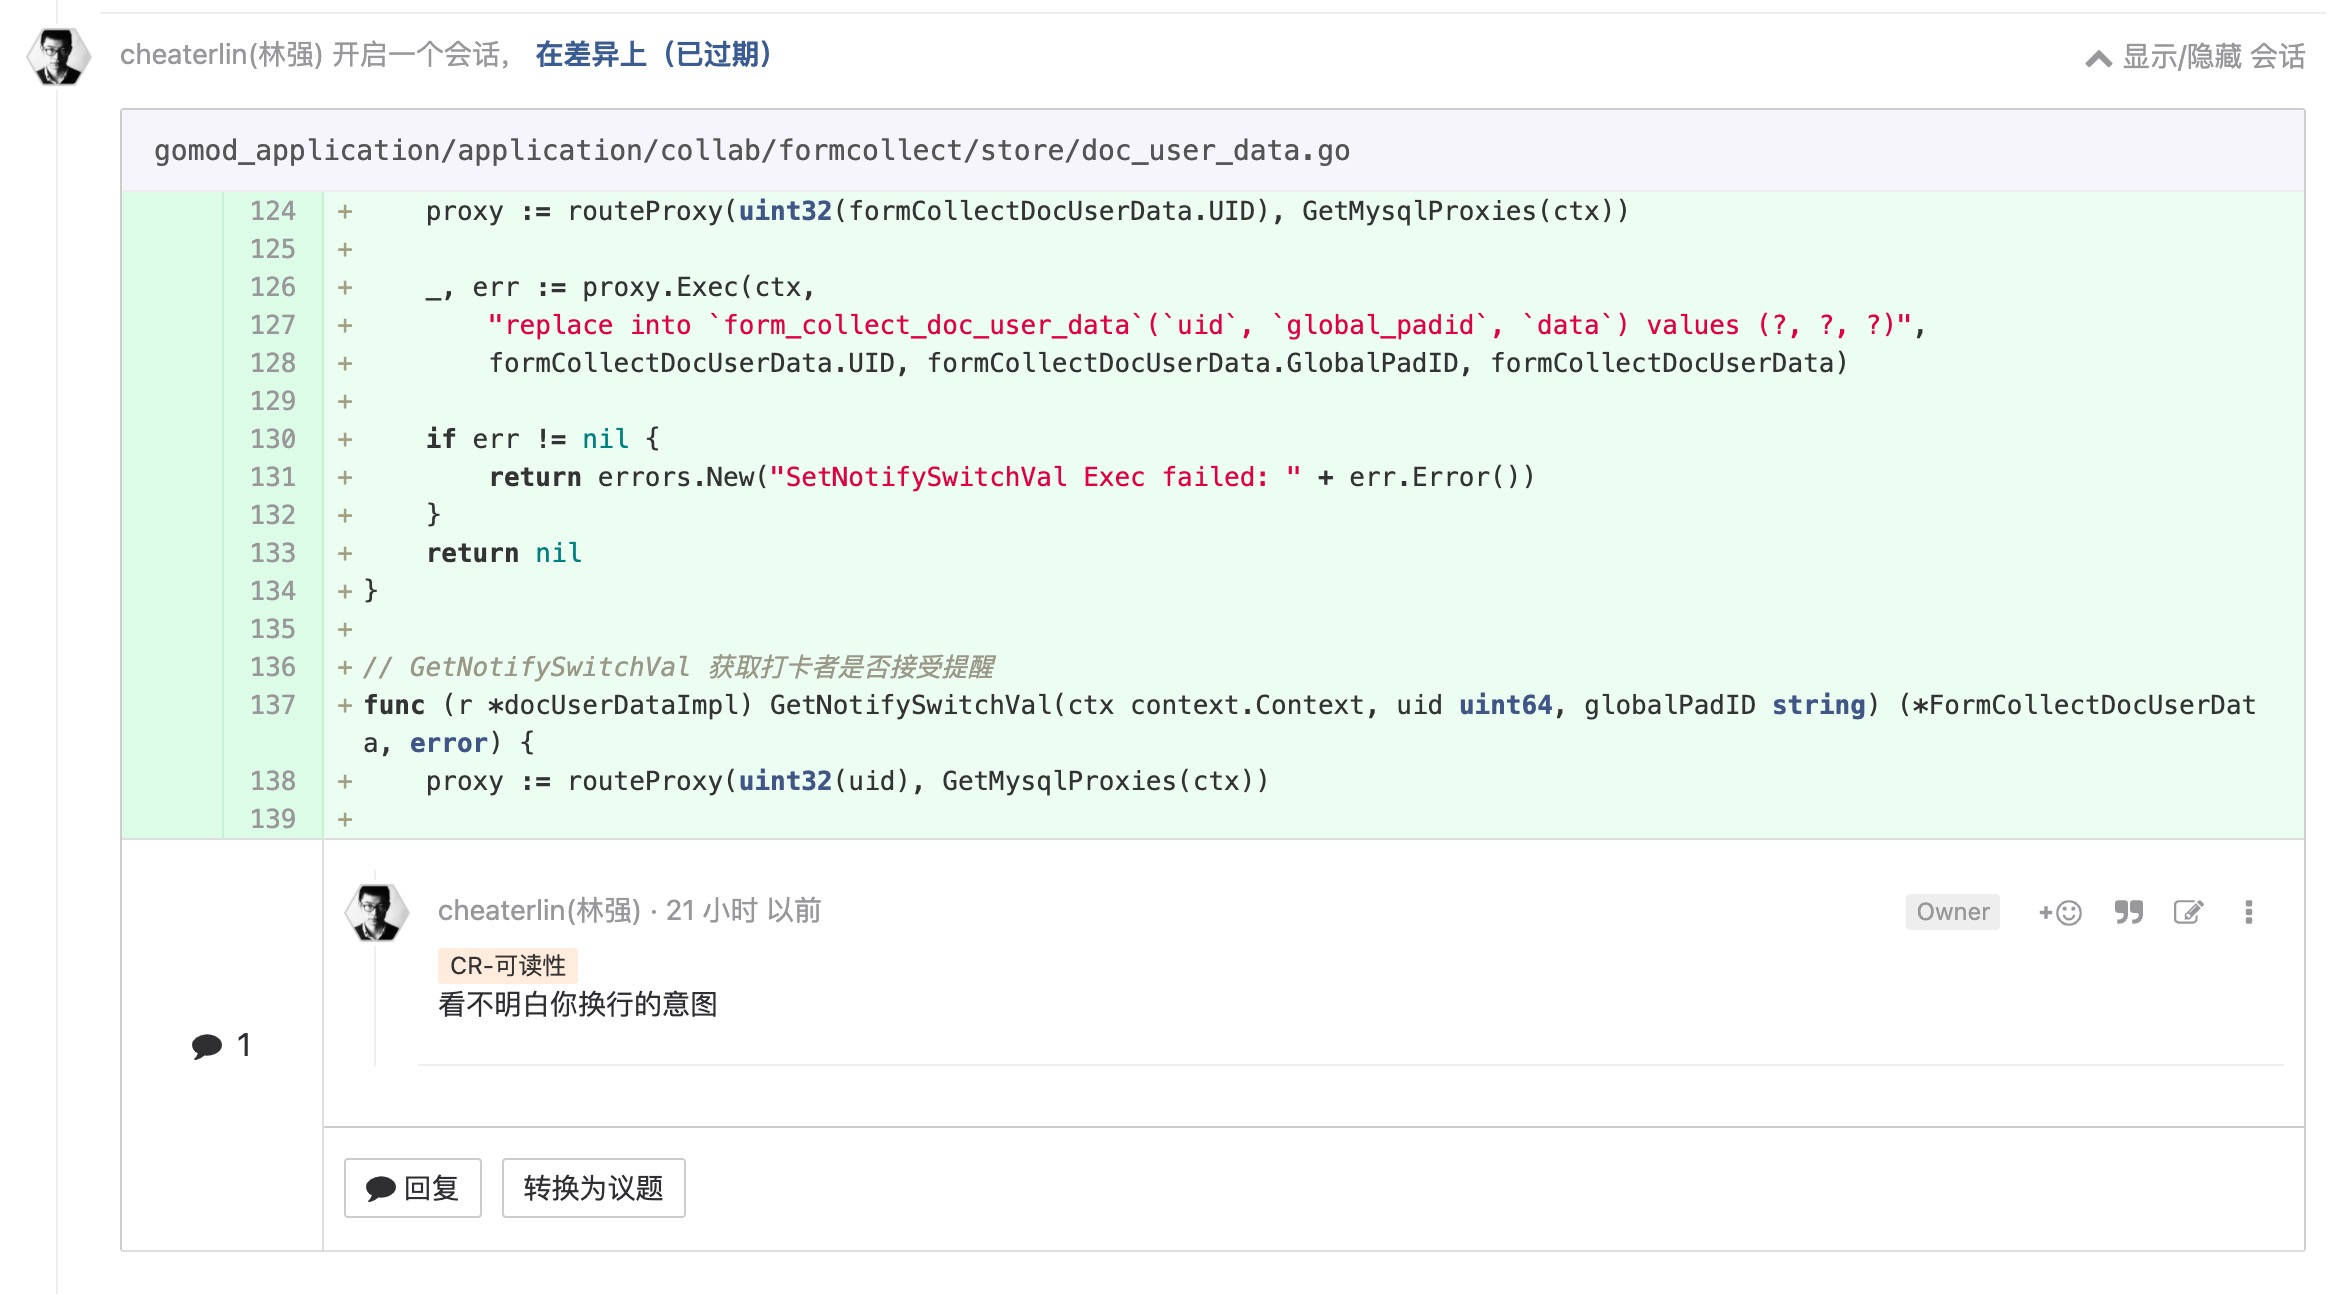 cheaterlin(林强) 开启一个会话， 在差异上（已过期）
显示/隐藏 会话
gomod_application/application/collab/formcollect/store/doc_user_data.go
124 +     proxy := routeProxy(uint32(formCollectDocUserData.UID), GetMysqlProxies(ctx))
125 +
126 +     _, err := proxy.Exec(ctx,
127 +         "replace into `form_collect_doc_user_data`(`uid`, `global_padid`, `data`) values (?, ?, ?)",
128 +         formCollectDocUserData.UID, formCollectDocUserData.GlobalPadID, formCollectDocUserData)
129 +
130 +     if err != nil {
131 +         return errors.New("SetNotifySwitchVal Exec failed: " + err.Error())
132 +     }
133 +     return nil
134 + }
135 +
136 + // GetNotifySwitchVal 获取打卡者是否接受提醒
137 + func (r *docUserDataImpl) GetNotifySwitchVal(ctx context.Context, uid uint64, globalPadID string) (*FormCollectDocUserDat
a, error) {
138 +     proxy := routeProxy(uint32(uid), GetMysqlProxies(ctx))
139 +
cheaterlin(林强) · 21 小时 以前
Owner
CR-可读性
看不明白你换行的意图
1
回复
转换为议题